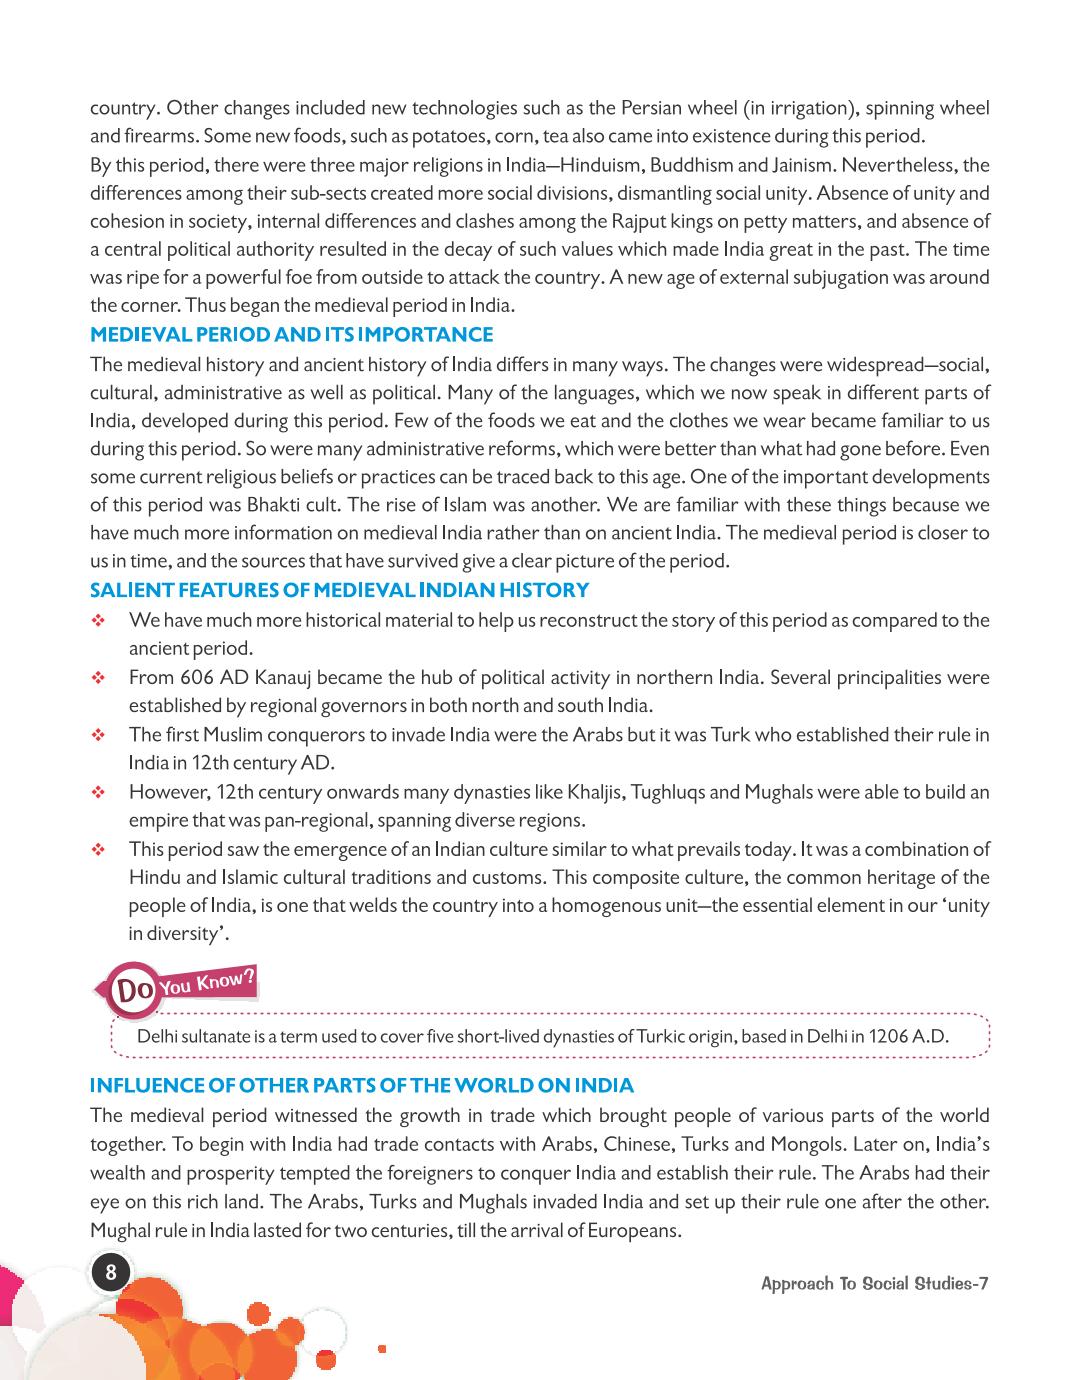 country. Other changes included new technologies such as the Persian wheel (in irrigation), spinning wheel
and firearms. Some new foods, such as potatoes, corn, tea also came into existence during this period.
By this period, there were three major religions in India—Hinduism, Buddhism and Jainism. Nevertheless, the
differences among their sub-sects created more social divisions, dismantling social unity. Absence of unity and
cohesion in society, internal differences and clashes among the Rajput kings on petty matters, and absence of
a central political authority resulted in the decay of such values which made India great in the past. The time
was ripe for a powerful foe from outside to attack the country. A new age of external subjugation was around
the corner. Thus began the medieval period in India.
MEDIEVAL PERIOD AND ITS IMPORTANCE
The medieval history and ancient history of India differs in many ways. The changes were widespread—social,
cultural, administrative as well as political. Many of the languages, which we now speak in different parts of
India, developed during this period. Few of the foods we eat and the clothes we wear became familiar to us
during this period. So were many administrative reforms, which were better than what had gone before. Even
some current religious beliefs or practices can be traced back to this age. One of the important developments
of this period was Bhakti cult. The rise of Islam was another. We are familiar with these things because we
have much more information on medieval India rather than on ancient India. The medieval period is closer to
us in time, and the sources that have survived give a clear picture of the period.
SALIENT FEATURES OF MEDIEVAL INDIAN HISTORY
❖ We have much more historical material to help us reconstruct the story of this period as compared to the
ancient period.
❖ From 606 AD Kanauj became the hub of political activity in northern India. Several principalities were
established by regional governors in both north and south India.
❖ The first Muslim conquerors to invade India were the Arabs but it was Turk who established their rule in
India in 12th century AD.
❖ However, 12th century onwards many dynasties like Khaljis, Tughluqs and Mughals were able to build an
empire that was pan-regional, spanning diverse regions.
❖ This period saw the emergence of an Indian culture similar to what prevails today. It was a combination of
Hindu and Islamic cultural traditions and customs. This composite culture, the common heritage of the
people of India, is one that welds the country into a homogenous unit—the essential element in our ‘unity
in diversity’.
Do You Know?
Delhi sultanate is a term used to cover five short-lived dynasties of Turkic origin, based in Delhi in 1206 A.D.
INFLUENCE OF OTHER PARTS OF THE WORLD ON INDIA
The medieval period witnessed the growth in trade which brought people of various parts of the world
together. To begin with India had trade contacts with Arabs, Chinese, Turks and Mongols. Later on, India’s
wealth and prosperity tempted the foreigners to conquer India and establish their rule. The Arabs had their
eye on this rich land. The Arabs, Turks and Mughals invaded India and set up their rule one after the other.
Mughal rule in India lasted for two centuries, till the arrival of Europeans.
8
Approach To Social Studies-7